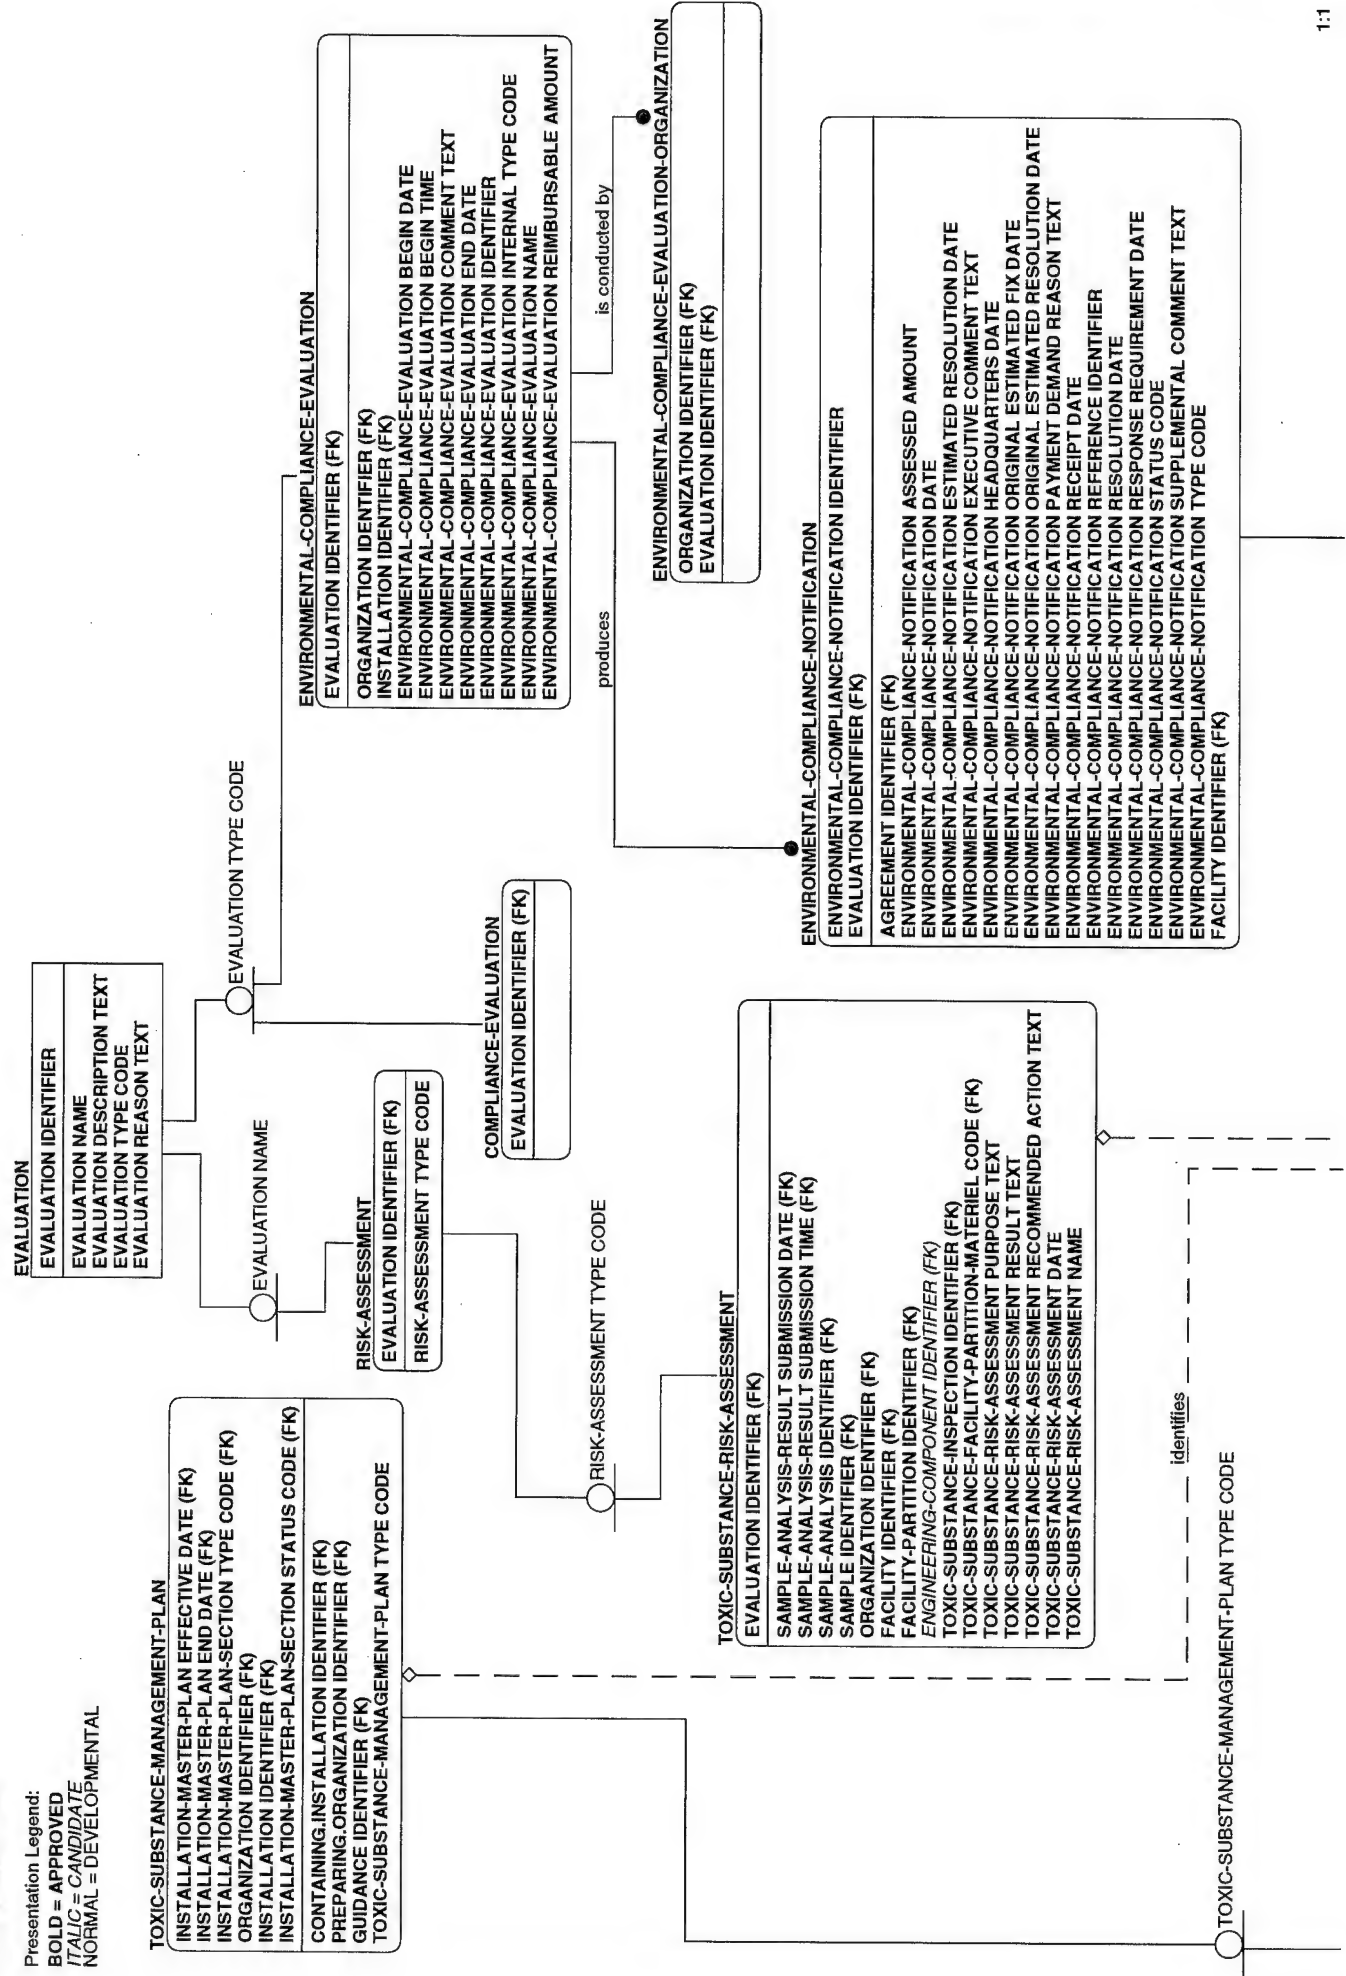 Presentation Legend:
BOLD = APPROVED
ITALIC = CANDIDATE
NORMAL = DEVELOPMENTAL
TOXIC-SUBSTANCE-MANAGEMENT-PLAN
INSTALLATION-MASTER-PLAN EFFECTIVE DATE (FK)
INSTALLATION-MASTER-PLAN END DATE (FK)
INSTALLATION-MASTER-PLAN-SECTION TYPE CODE (FK)
ORGANIZATION IDENTIFIER (FK)
INSTALLATION IDENTIFIER (FK)
INSTALLATION-MASTER-PLAN-SECTION STATUS CODE (FK)
CONTAINING.INSTALLATION IDENTIFIER (FK)
PREPARING.ORGANIZATION IDENTIFIER (FK)
GUIDANCE IDENTIFIER (FK)
TOXIC-SUBSTANCE-MANAGEMENT-PLAN TYPE CODE
EVALUATION
EVALUATION IDENTIFIER
EVALUATION NAME
EVALUATION DESCRIPTION TEXT
EVALUATION TYPE CODE
EVALUATION REASON TEXT
EVALUATION NAME
EVALUATION TYPE CODE
RISK-ASSESSMENT
EVALUATION IDENTIFIER (FK)
RISK-ASSESSMENT TYPE CODE
COMPLIANCE-EVALUATION
EVALUATION IDENTIFIER (FK)
ENVIRONMENTAL-COMPLIANCE-EVALUATION
EVALUATION IDENTIFIER (FK)
ORGANIZATION IDENTIFIER (FK)
INSTALLATION IDENTIFIER (FK)
ENVIRONMENTAL-COMPLIANCE-EVALUATION BEGIN DATE
ENVIRONMENTAL-COMPLIANCE-EVALUATION BEGIN TIME
ENVIRONMENTAL-COMPLIANCE-EVALUATION COMMENT TEXT
ENVIRONMENTAL-COMPLIANCE-EVALUATION END DATE
ENVIRONMENTAL-COMPLIANCE-EVALUATION IDENTIFIER
ENVIRONMENTAL-COMPLIANCE-EVALUATION INTERNAL TYPE CODE
ENVIRONMENTAL-COMPLIANCE-EVALUATION NAME
ENVIRONMENTAL-COMPLIANCE-EVALUATION REIMBURSABLE AMOUNT
RISK-ASSESSMENT TYPE CODE
produces
is conducted by
ENVIRONMENTAL-COMPLIANCE-EVALUATION-ORGANIZATION
ORGANIZATION IDENTIFIER (FK)
EVALUATION IDENTIFIER (FK)
TOXIC-SUBSTANCE-RISK-ASSESSMENT
EVALUATION IDENTIFIER (FK)
SAMPLE-ANALYSIS-RESULT SUBMISSION DATE (FK)
SAMPLE-ANALYSIS-RESULT SUBMISSION TIME (FK)
SAMPLE-ANALYSIS IDENTIFIER (FK)
SAMPLE IDENTIFIER (FK)
ORGANIZATION IDENTIFIER (FK)
FACILITY IDENTIFIER (FK)
FACILITY-PARTITION IDENTIFIER (FK)
ENGINEERING-COMPONENT IDENTIFIER (FK)
TOXIC-SUBSTANCE-INSPECTION IDENTIFIER (FK)
TOXIC-SUBSTANCE-FACILITY-PARTITION-MATERIEL CODE (FK)
TOXIC-SUBSTANCE-RISK-ASSESSMENT PURPOSE TEXT
TOXIC-SUBSTANCE-RISK-ASSESSMENT RESULT TEXT
TOXIC-SUBSTANCE-RISK-ASSESSMENT RECOMMENDED ACTION TEXT
TOXIC-SUBSTANCE-RISK-ASSESSMENT DATE
TOXIC-SUBSTANCE-RISK-ASSESSMENT NAME
ENVIRONMENTAL-COMPLIANCE-NOTIFICATION
ENVIRONMENTAL-COMPLIANCE-NOTIFICATION IDENTIFIER
EVALUATION IDENTIFIER (FK)
AGREEMENT IDENTIFIER (FK)
ENVIRONMENTAL-COMPLIANCE-NOTIFICATION ASSESSED AMOUNT
ENVIRONMENTAL-COMPLIANCE-NOTIFICATION DATE
ENVIRONMENTAL-COMPLIANCE-NOTIFICATION ESTIMATED RESOLUTION DATE
ENVIRONMENTAL-COMPLIANCE-NOTIFICATION EXECUTIVE COMMENT TEXT
ENVIRONMENTAL-COMPLIANCE-NOTIFICATION HEADQUARTERS DATE
ENVIRONMENTAL-COMPLIANCE-NOTIFICATION ORIGINAL ESTIMATED FIX DATE
ENVIRONMENTAL-COMPLIANCE-NOTIFICATION ORIGINAL ESTIMATED RESOLUTION DATE
ENVIRONMENTAL-COMPLIANCE-NOTIFICATION PAYMENT DEMAND REASON TEXT
ENVIRONMENTAL-COMPLIANCE-NOTIFICATION RECEIPT DATE
ENVIRONMENTAL-COMPLIANCE-NOTIFICATION REFERENCE IDENTIFIER
ENVIRONMENTAL-COMPLIANCE-NOTIFICATION RESOLUTION DATE
ENVIRONMENTAL-COMPLIANCE-NOTIFICATION RESPONSE REQUIREMENT DATE
ENVIRONMENTAL-COMPLIANCE-NOTIFICATION STATUS CODE
ENVIRONMENTAL-COMPLIANCE-NOTIFICATION SUPPLEMENTAL COMMENT TEXT
ENVIRONMENTAL-COMPLIANCE-NOTIFICATION TYPE CODE
FACILITY IDENTIFIER (FK)
identifies
TOXIC-SUBSTANCE-MANAGEMENT-PLAN TYPE CODE
1:1